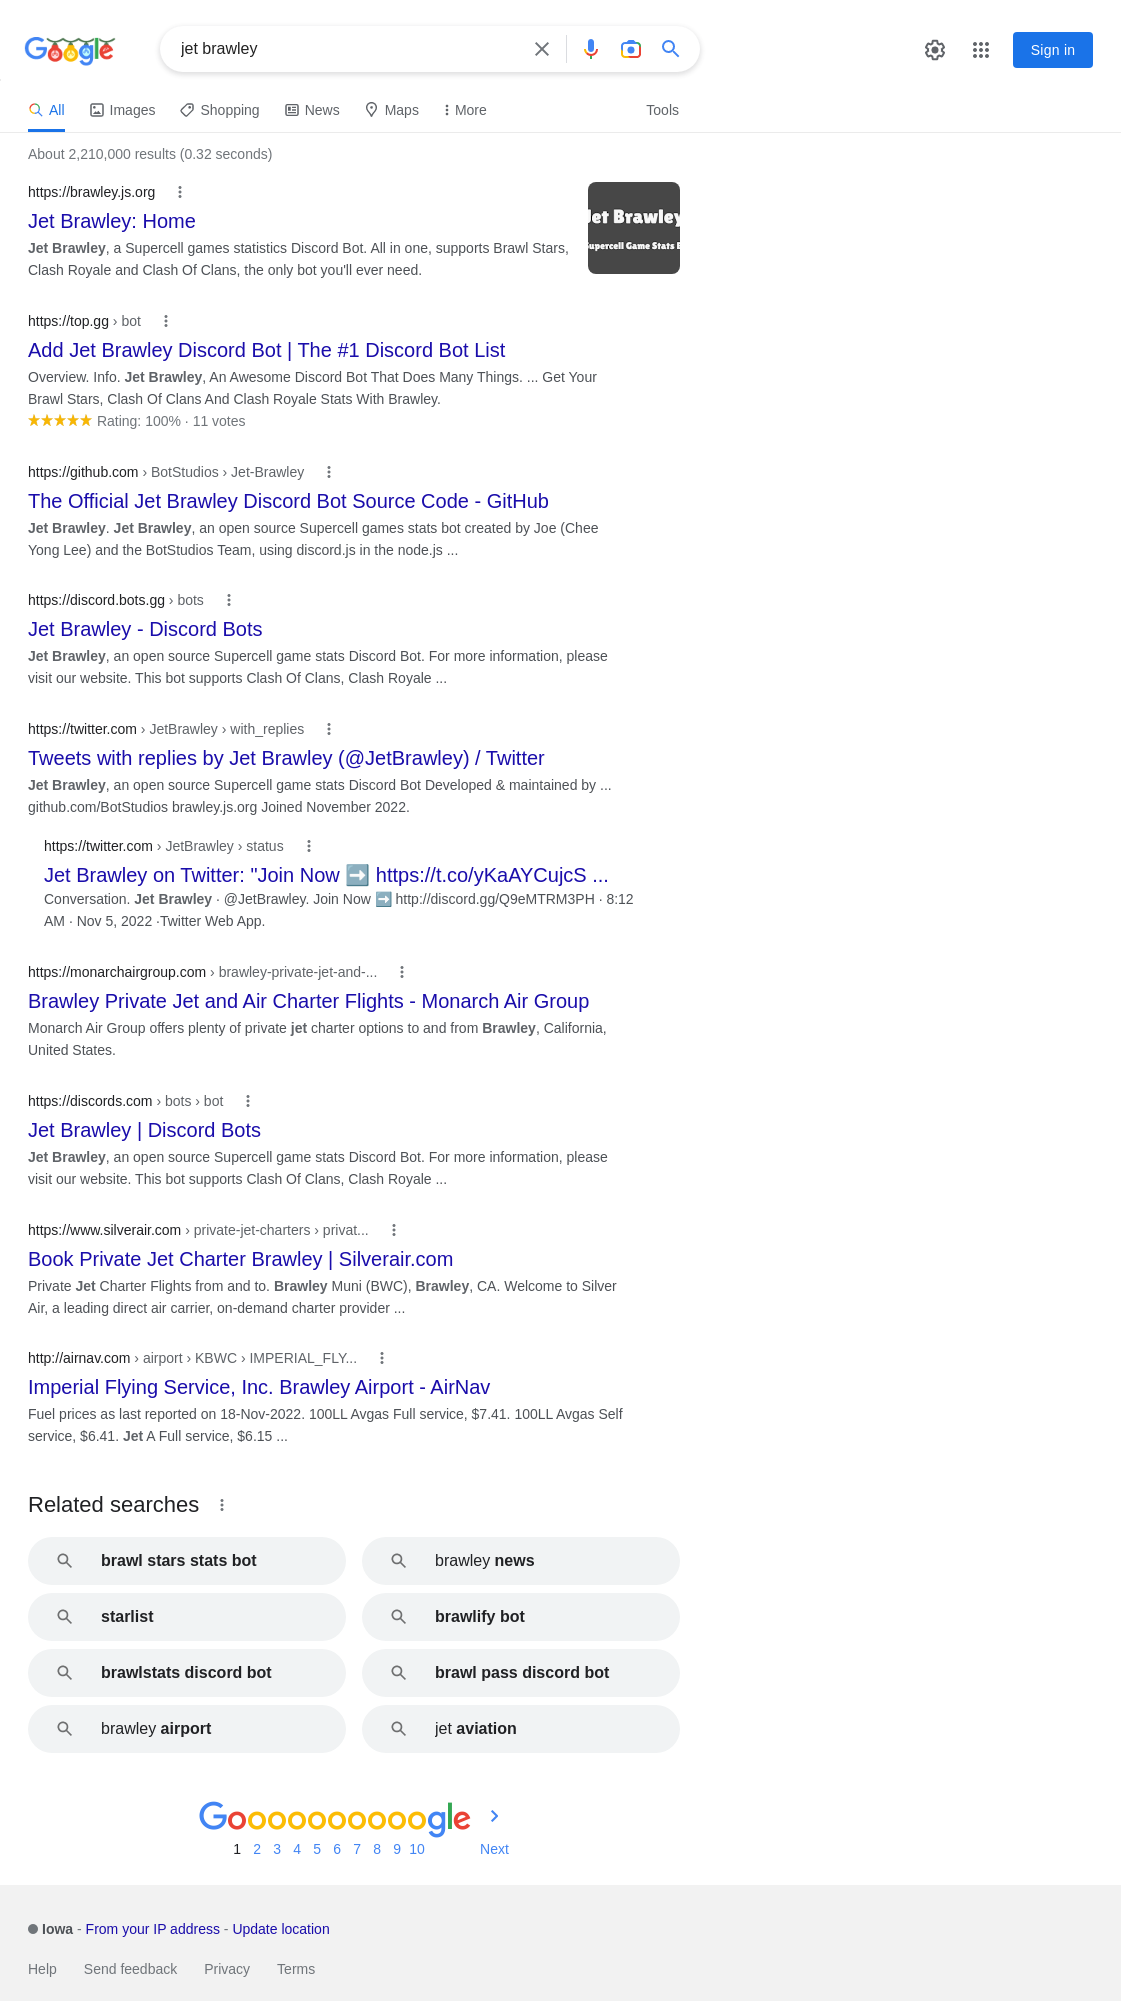 Google
jet brawley
Sign in
All Images Shopping News Maps More Tools
About 2,210,000 results (0.32 seconds)
https://brawley.js.org
Jet Brawley: Home
Jet Brawley, a Supercell games statistics Discord Bot. All in one, supports Brawl Stars,
Clash Royale and Clash Of Clans, the only bot you'll ever need.
Jet Brawley
Supercell Game Stats
https://top.gg › bot
Add Jet Brawley Discord Bot | The #1 Discord Bot List
Overview. Info. Jet Brawley, An Awesome Discord Bot That Does Many Things. ... Get Your
Brawl Stars, Clash Of Clans And Clash Royale Stats With Brawley.
Rating: 100% · 11 votes
https://github.com › BotStudios › Jet-Brawley
The Official Jet Brawley Discord Bot Source Code - GitHub
Jet Brawley. Jet Brawley, an open source Supercell games stats bot created by Joe (Chee
Yong Lee) and the BotStudios Team, using discord.js in the node.js ...
https://discord.bots.gg › bots
Jet Brawley - Discord Bots
Jet Brawley, an open source Supercell game stats Discord Bot. For more information, please
visit our website. This bot supports Clash Of Clans, Clash Royale ...
https://twitter.com › JetBrawley › with_replies
Tweets with replies by Jet Brawley (@JetBrawley) / Twitter
Jet Brawley, an open source Supercell game stats Discord Bot Developed & maintained by ...
github.com/BotStudios brawley.js.org Joined November 2022.
https://twitter.com › JetBrawley › status
Jet Brawley on Twitter: "Join Now ➡️ https://t.co/yKaAYCujcS ...
Conversation. Jet Brawley · @JetBrawley. Join Now ➡️ http://discord.gg/Q9eMTRM3PH · 8:12
AM · Nov 5, 2022 ·Twitter Web App.
https://monarchairgroup.com › brawley-private-jet-and-...
Brawley Private Jet and Air Charter Flights - Monarch Air Group
Monarch Air Group offers plenty of private jet charter options to and from Brawley, California,
United States.
https://discords.com › bots › bot
Jet Brawley | Discord Bots
Jet Brawley, an open source Supercell game stats Discord Bot. For more information, please
visit our website. This bot supports Clash Of Clans, Clash Royale ...
https://www.silverair.com › private-jet-charters › privat...
Book Private Jet Charter Brawley | Silverair.com
Private Jet Charter Flights from and to. Brawley Muni (BWC), Brawley, CA. Welcome to Silver
Air, a leading direct air carrier, on-demand charter provider ...
http://airnav.com › airport › KBWC › IMPERIAL_FLY...
Imperial Flying Service, Inc. Brawley Airport - AirNav
Fuel prices as last reported on 18-Nov-2022. 100LL Avgas Full service, $7.41. 100LL Avgas Self
service, $6.41. Jet A Full service, $6.15 ...
Related searches
brawl stars stats bot
brawley news
starlist
brawlify bot
brawlstats discord bot
brawl pass discord bot
brawley airport
jet aviation
Goooooooooogle
1 2 3 4 5 6 7 8 9 10 Next
Iowa - From your IP address - Update location
Help Send feedback Privacy Terms